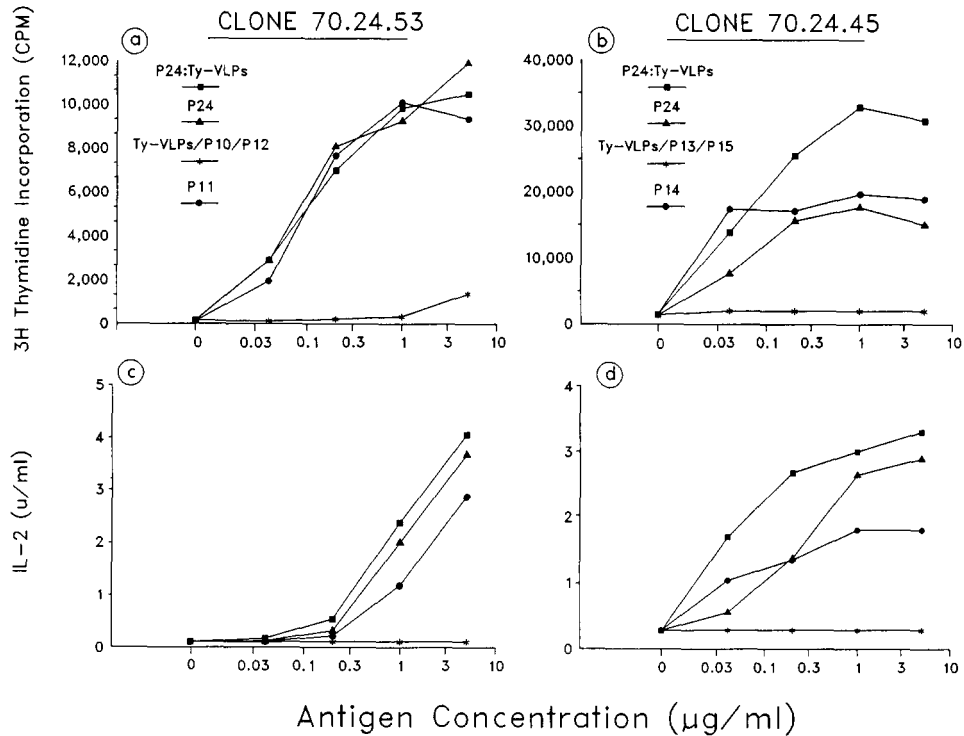 CLONE 70.24.53
CLONE 70.24.45
3H Thymidine Incorporation (CPM)
a
12,000
10,000
8,000
6,000
4,000
2,000
0
P24:Ty-VLPs
P24
Ty-VLPs/P10/P12
P11
0 0.03 0.1 0.3 1 3 5 10
b
40,000
30,000
20,000
10,000
0
P24:Ty-VLPs
P24
Ty-VLPs/P13/P15
P14
0 0.03 0.1 0.3 1 3 5 10
IL-2 (u/ml)
c
5
4
3
2
1
0
0 0.03 0.1 0.3 1 3 5 10
d
4
3
2
1
0
0 0.03 0.1 0.3 1 3 5 10
Antigen Concentration (μg/ml)